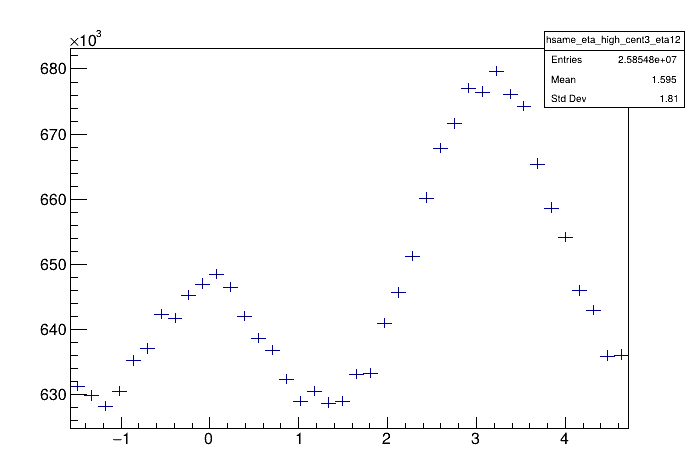 ×10³
hsame_eta_high_cent3_eta12
Entries 2.58548e+07
Mean 1.595
Std Dev 1.81
680
670
660
650
640
630
−1 0 1 2 3 4